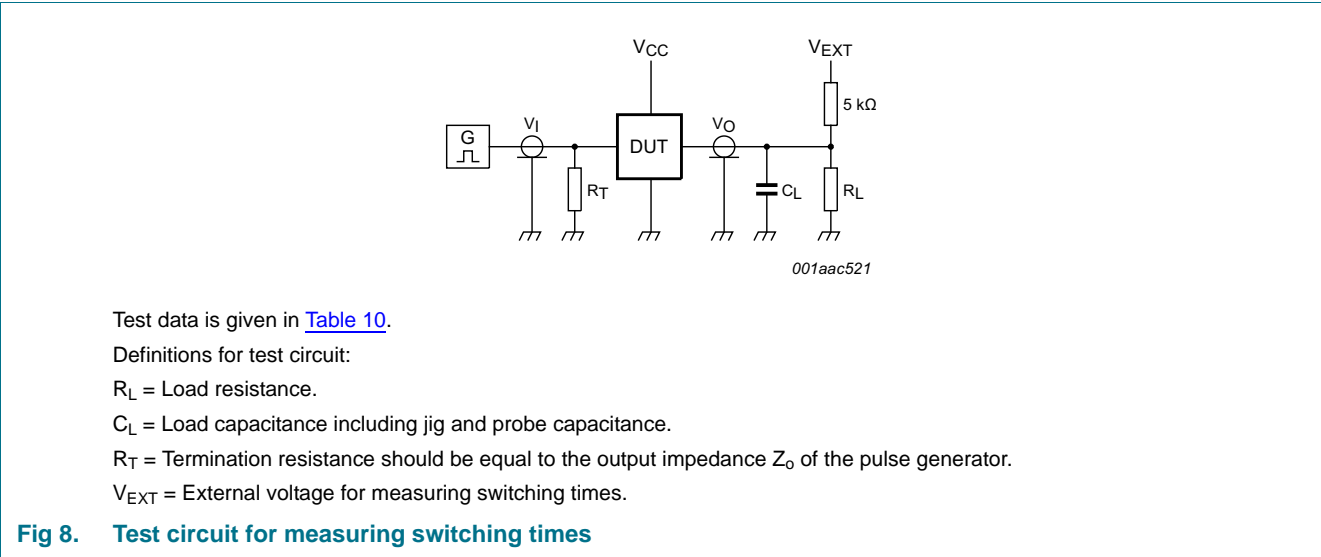 VCC
VEXT
5 kΩ
G
VI
DUT
VO
RT
CL
RL
001aac521
Test data is given in Table 10.
Definitions for test circuit:
RL = Load resistance.
CL = Load capacitance including jig and probe capacitance.
RT = Termination resistance should be equal to the output impedance Zo of the pulse generator.
VEXT = External voltage for measuring switching times.
Fig 8. Test circuit for measuring switching times